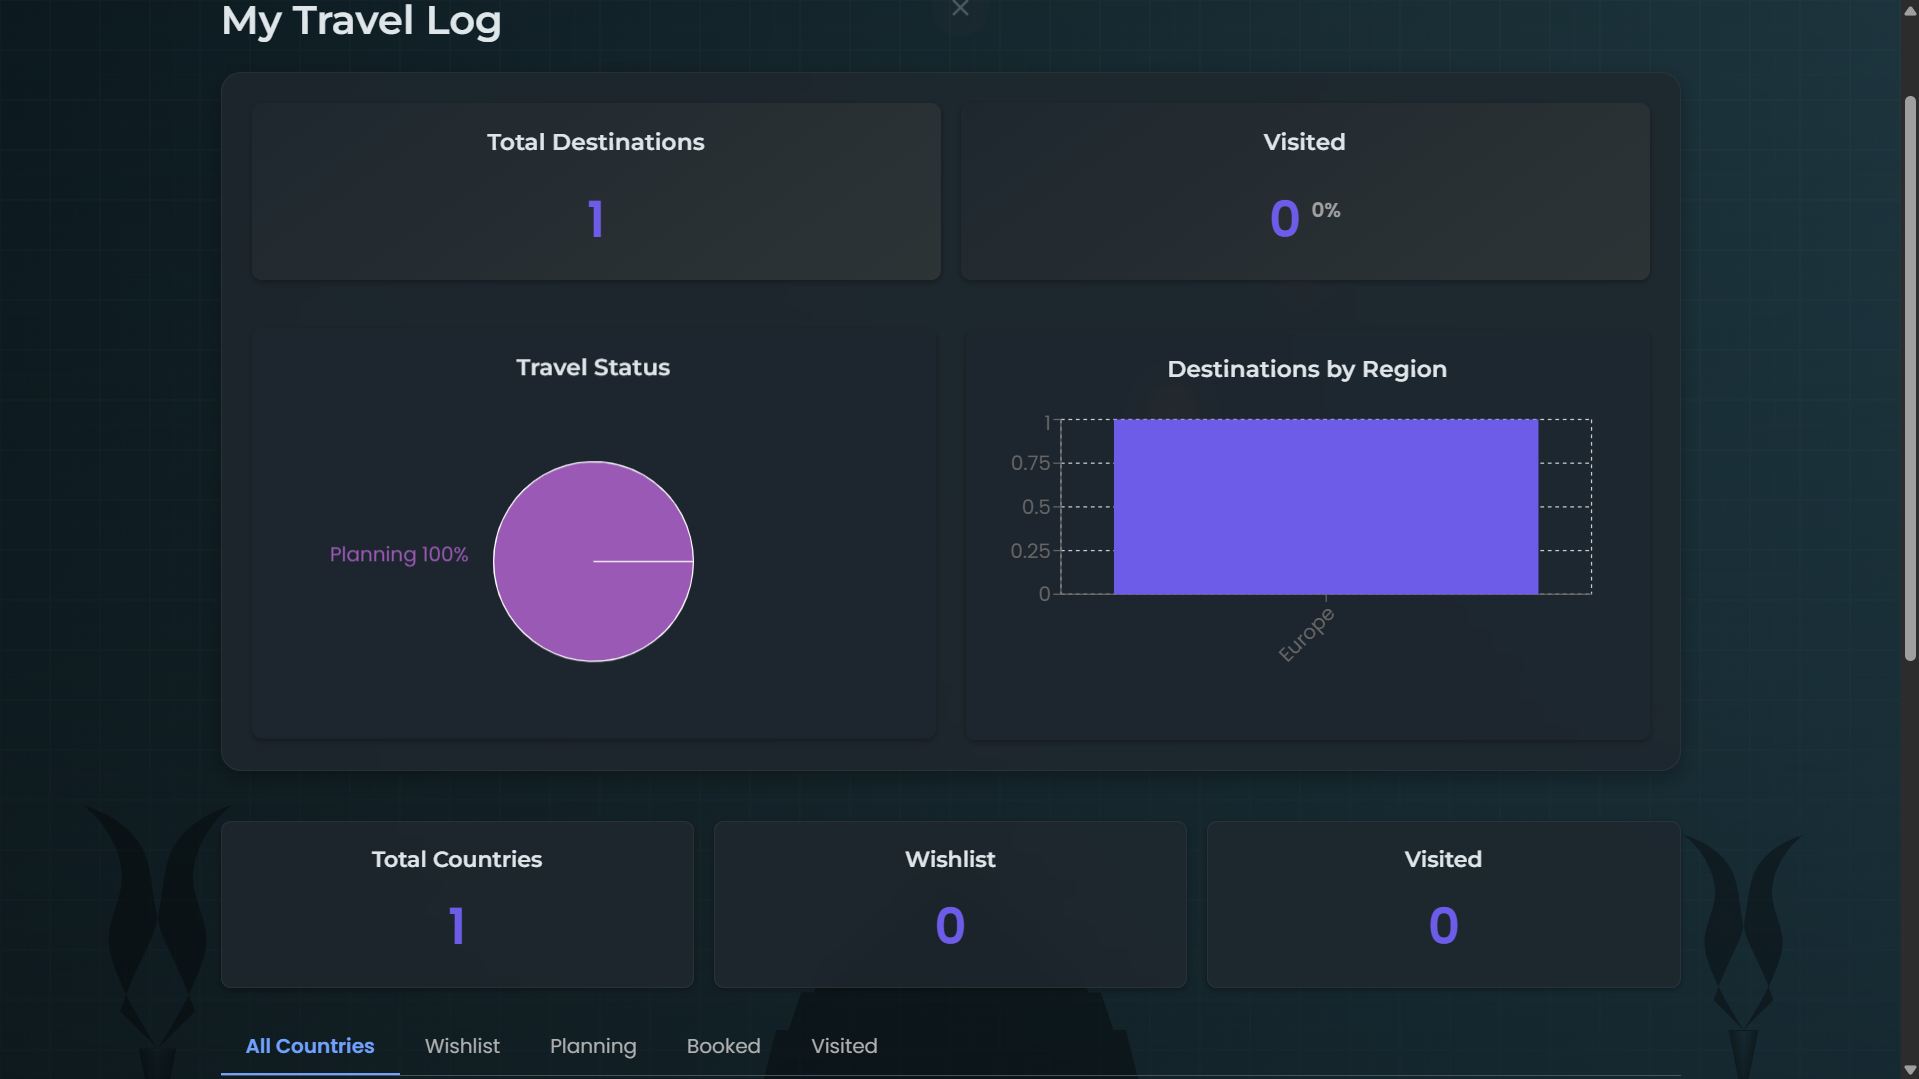 My Travel Log
Total Destinations
1
Visited
0 0%
Travel Status
Planning 100%
Destinations by Region
1
0.75
0.5
0.25
0
Europe
Total Countries
1
Wishlist
0
Visited
0
All Countries Wishlist Planning Booked Visited